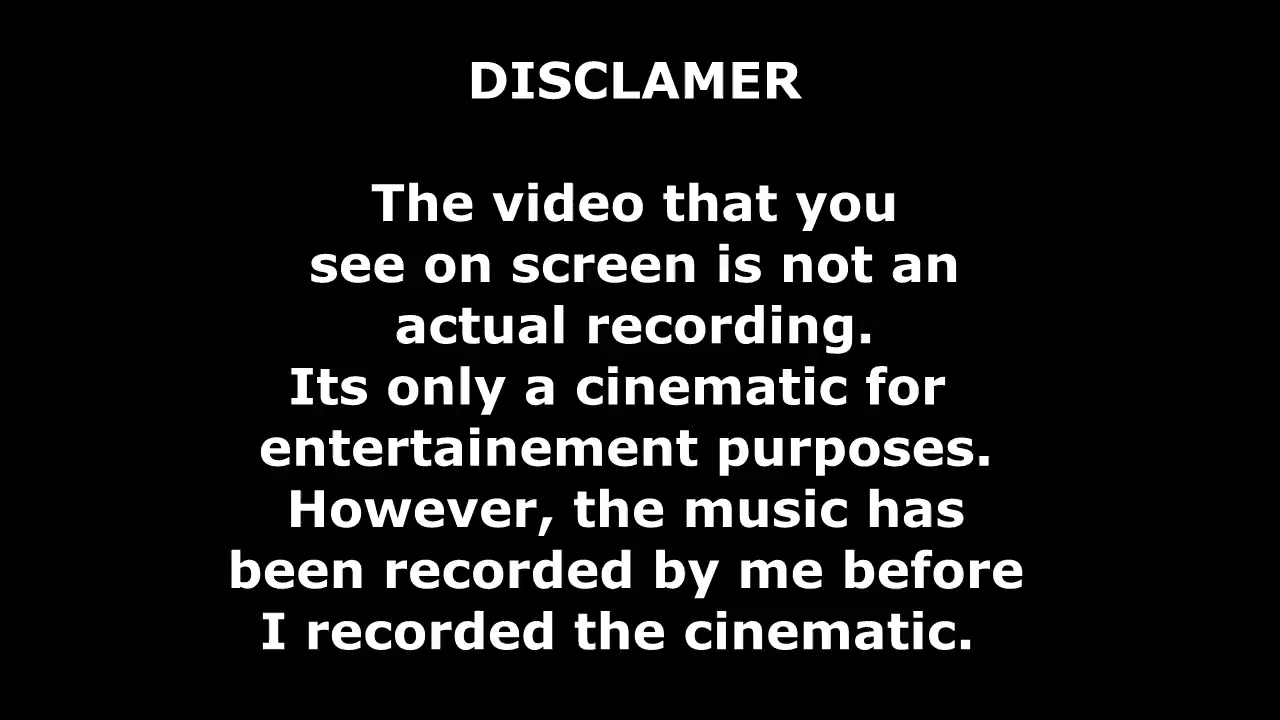 DISCLAMER
The video that you
see on screen is not an
actual recording.
Its only a cinematic for
entertainement purposes.
However, the music has
been recorded by me before
I recorded the cinematic.